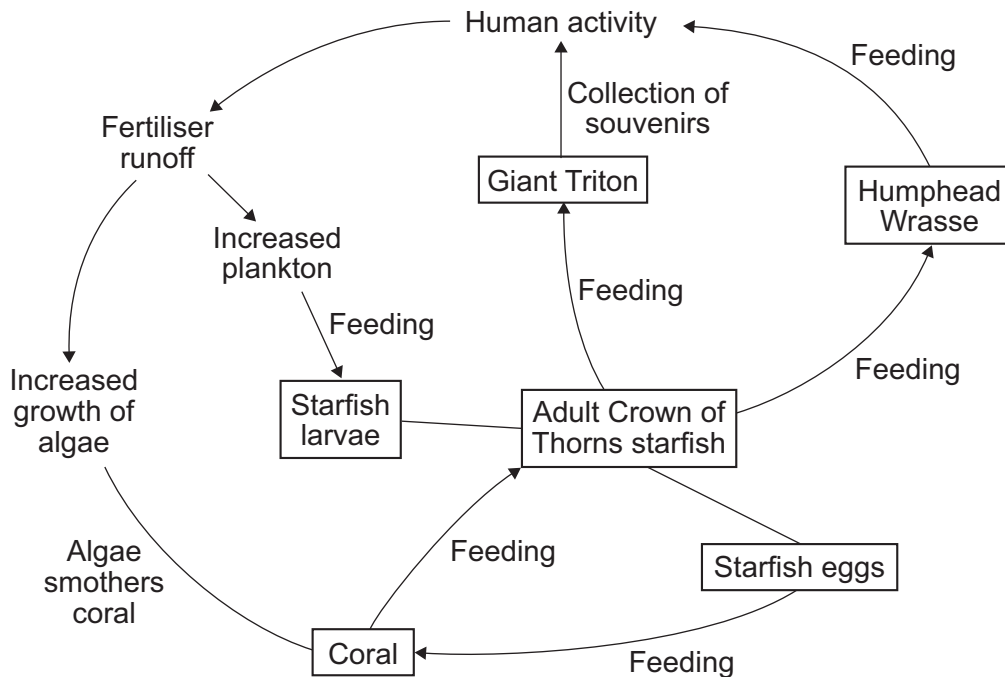 Human activity
Feeding
Collection of
souvenirs
Fertiliser
runoff
Giant Triton
Humphead
Wrasse
Increased
plankton
Feeding
Feeding
Feeding
Increased
growth of
algae
Starfish
larvae
Adult Crown of
Thorns starfish
Algae
smothers
coral
Feeding
Starfish eggs
Coral
Feeding